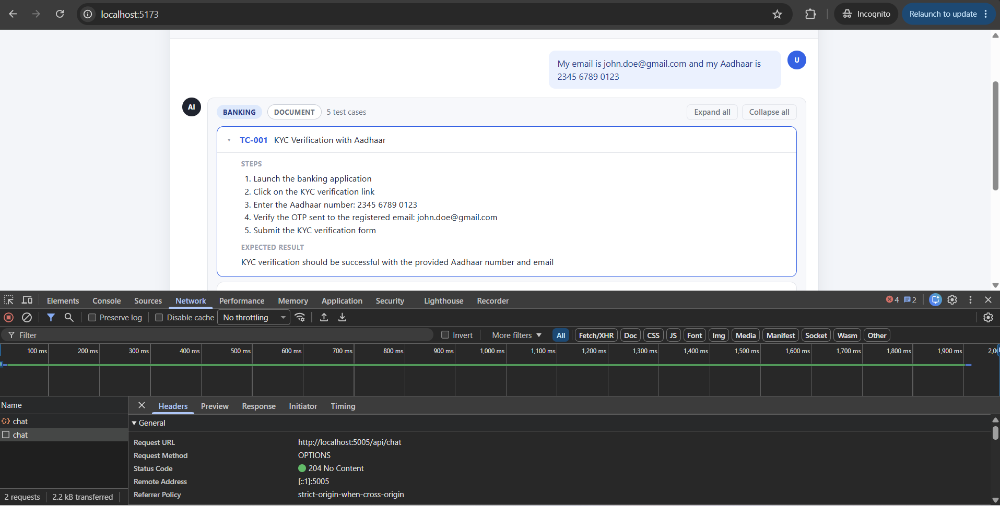 localhost:5173
Incognito
Relaunch to update
My email is john.doe@gmail.com and my Aadhaar is
2345 6789 0123
U
AI
BANKING DOCUMENT 5 test cases Expand all Collapse all
TC-001 KYC Verification with Aadhaar
STEPS
1. Launch the banking application
2. Click on the KYC verification link
3. Enter the Aadhaar number: 2345 6789 0123
4. Verify the OTP sent to the registered email: john.doe@gmail.com
5. Submit the KYC verification form
EXPECTED RESULT
KYC verification should be successful with the provided Aadhaar number and email
Elements Console Sources Network Performance Memory Application Security Lighthouse Recorder 4 2
Preserve log Disable cache No throttling
Filter Invert More filters All Fetch/XHR Doc CSS JS Font Img Media Manifest Socket Wasm Other
100 ms 200 ms 300 ms 400 ms 500 ms 600 ms 700 ms 800 ms 900 ms 1,000 ms 1,100 ms 1,200 ms 1,300 ms 1,400 ms 1,500 ms 1,600 ms 1,700 ms 1,800 ms 1,900 ms
Name
chat
chat
2 requests 2.2 kB transferred
Headers Preview Response Initiator Timing
General
Request URL http://localhost:5005/api/chat
Request Method OPTIONS
Status Code 204 No Content
Remote Address [::1]:5005
Referrer Policy strict-origin-when-cross-origin